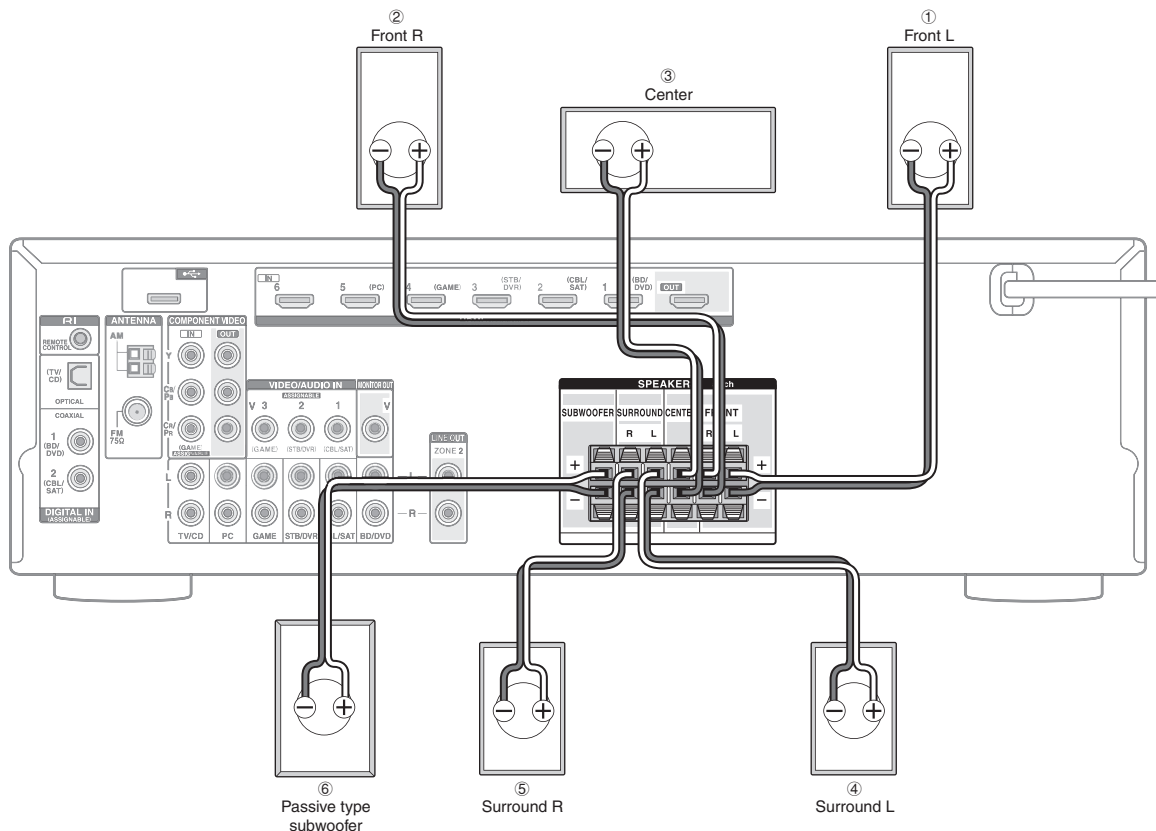 ②
Front R
①
Front L
③
Center
− +
− +
− +
IN
6
5 (PC)
4 (GAME)
3 (STB/
DVR)
2 (CBL/
SAT)
1 (BD/
DVD)
OUT
RI
REMOTE
CONTROL
(TV/
CD)
OPTICAL
COAXIAL
1
(BD/
DVD)
2
(CBL/
SAT)
DIGITAL IN
(ASSIGNABLE)
ANTENNA
AM
FM
75Ω
COMPONENT VIDEO
IN OUT
Y
CB/
PB
CR/
PR
(GAME)
L
R
TV/CD PC GAME STB/DVR CBL/SAT BD/DVD
VIDEO/AUDIO IN
ASSIGNABLE
MONITOR OUT
V 3 2 1 V
(GAME) (STB/DVR) (CBL/SAT)
LINE OUT
ZONE 2
L
R
SPEAKER
ch
SUBWOOFER SURROUND CENTER FRONT
R L R L
+ +
− −
− +
− +
− +
⑥
Passive type
subwoofer
⑤
Surround R
④
Surround L